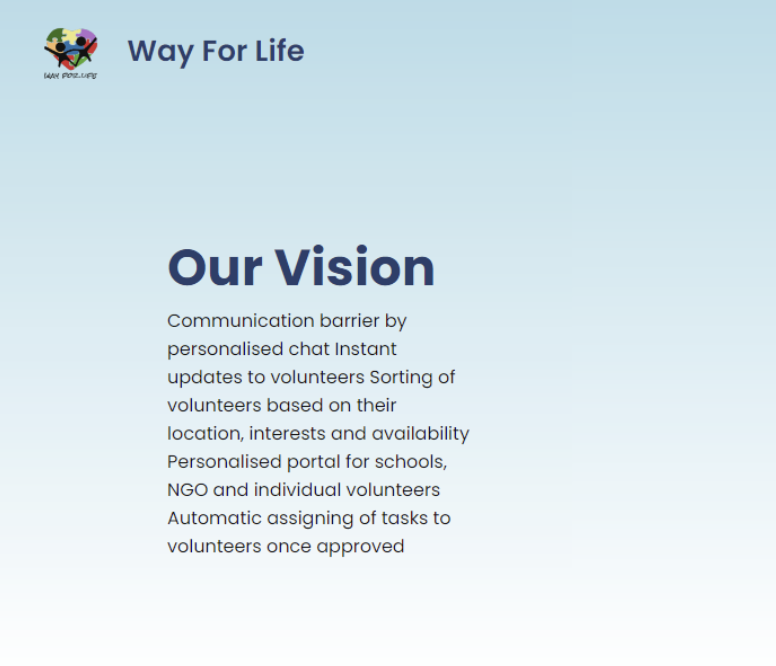 WAY FOR LIFE
Way For Life
Our Vision
Communication barrier by
personalised chat Instant
updates to volunteers Sorting of
volunteers based on their
location, interests and availability
Personalised portal for schools,
NGO and individual volunteers
Automatic assigning of tasks to
volunteers once approved